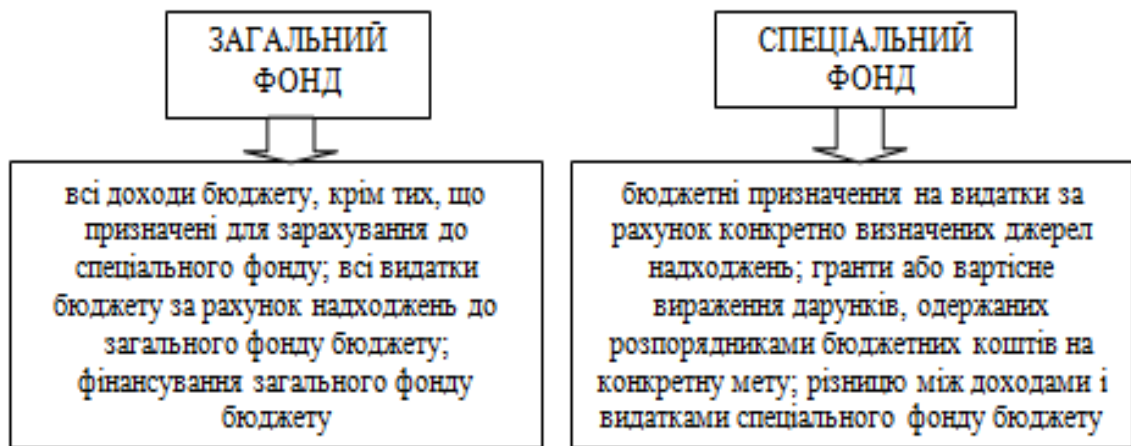 ЗАГАЛЬНИЙ
ФОНД
всі доходи бюджету, крім тих, що
призначені для зарахування до
спеціального фонду; всі видатки
бюджету за рахунок надходжень до
загального фонду бюджету;
фінансування загального фонду
бюджету
СПЕЦІАЛЬНИЙ
ФОНД
бюджетні призначення на видатки за
рахунок конкретно визначених джерел
надходжень; гранти або вартісне
вираження дарунків, одержаних
розпорядниками бюджетних коштів на
конкретну мету; різницю між доходами і
видатками спеціального фонду бюджету